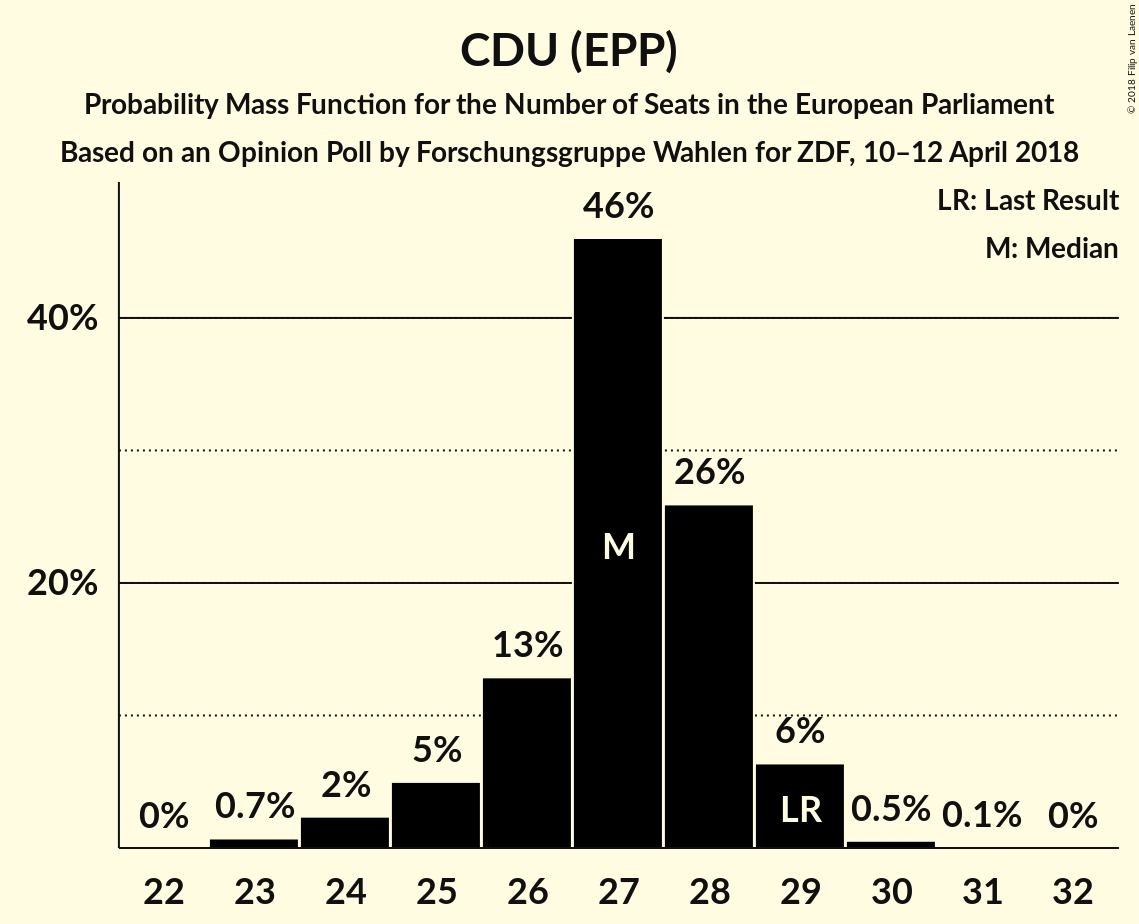 CDU (EPP)
Probability Mass Function for the Number of Seats in the European Parliament
Based on an Opinion Poll by Forschungsgruppe Wahlen for ZDF, 10–12 April 2018
© 2018 Filip van Laenen
LR: Last Result
M: Median
40%
20%
0%
0.7%
2%
5%
13%
46%
M
26%
6%
LR
0.5%
0.1%
0%
22 23 24 25 26 27 28 29 30 31 32